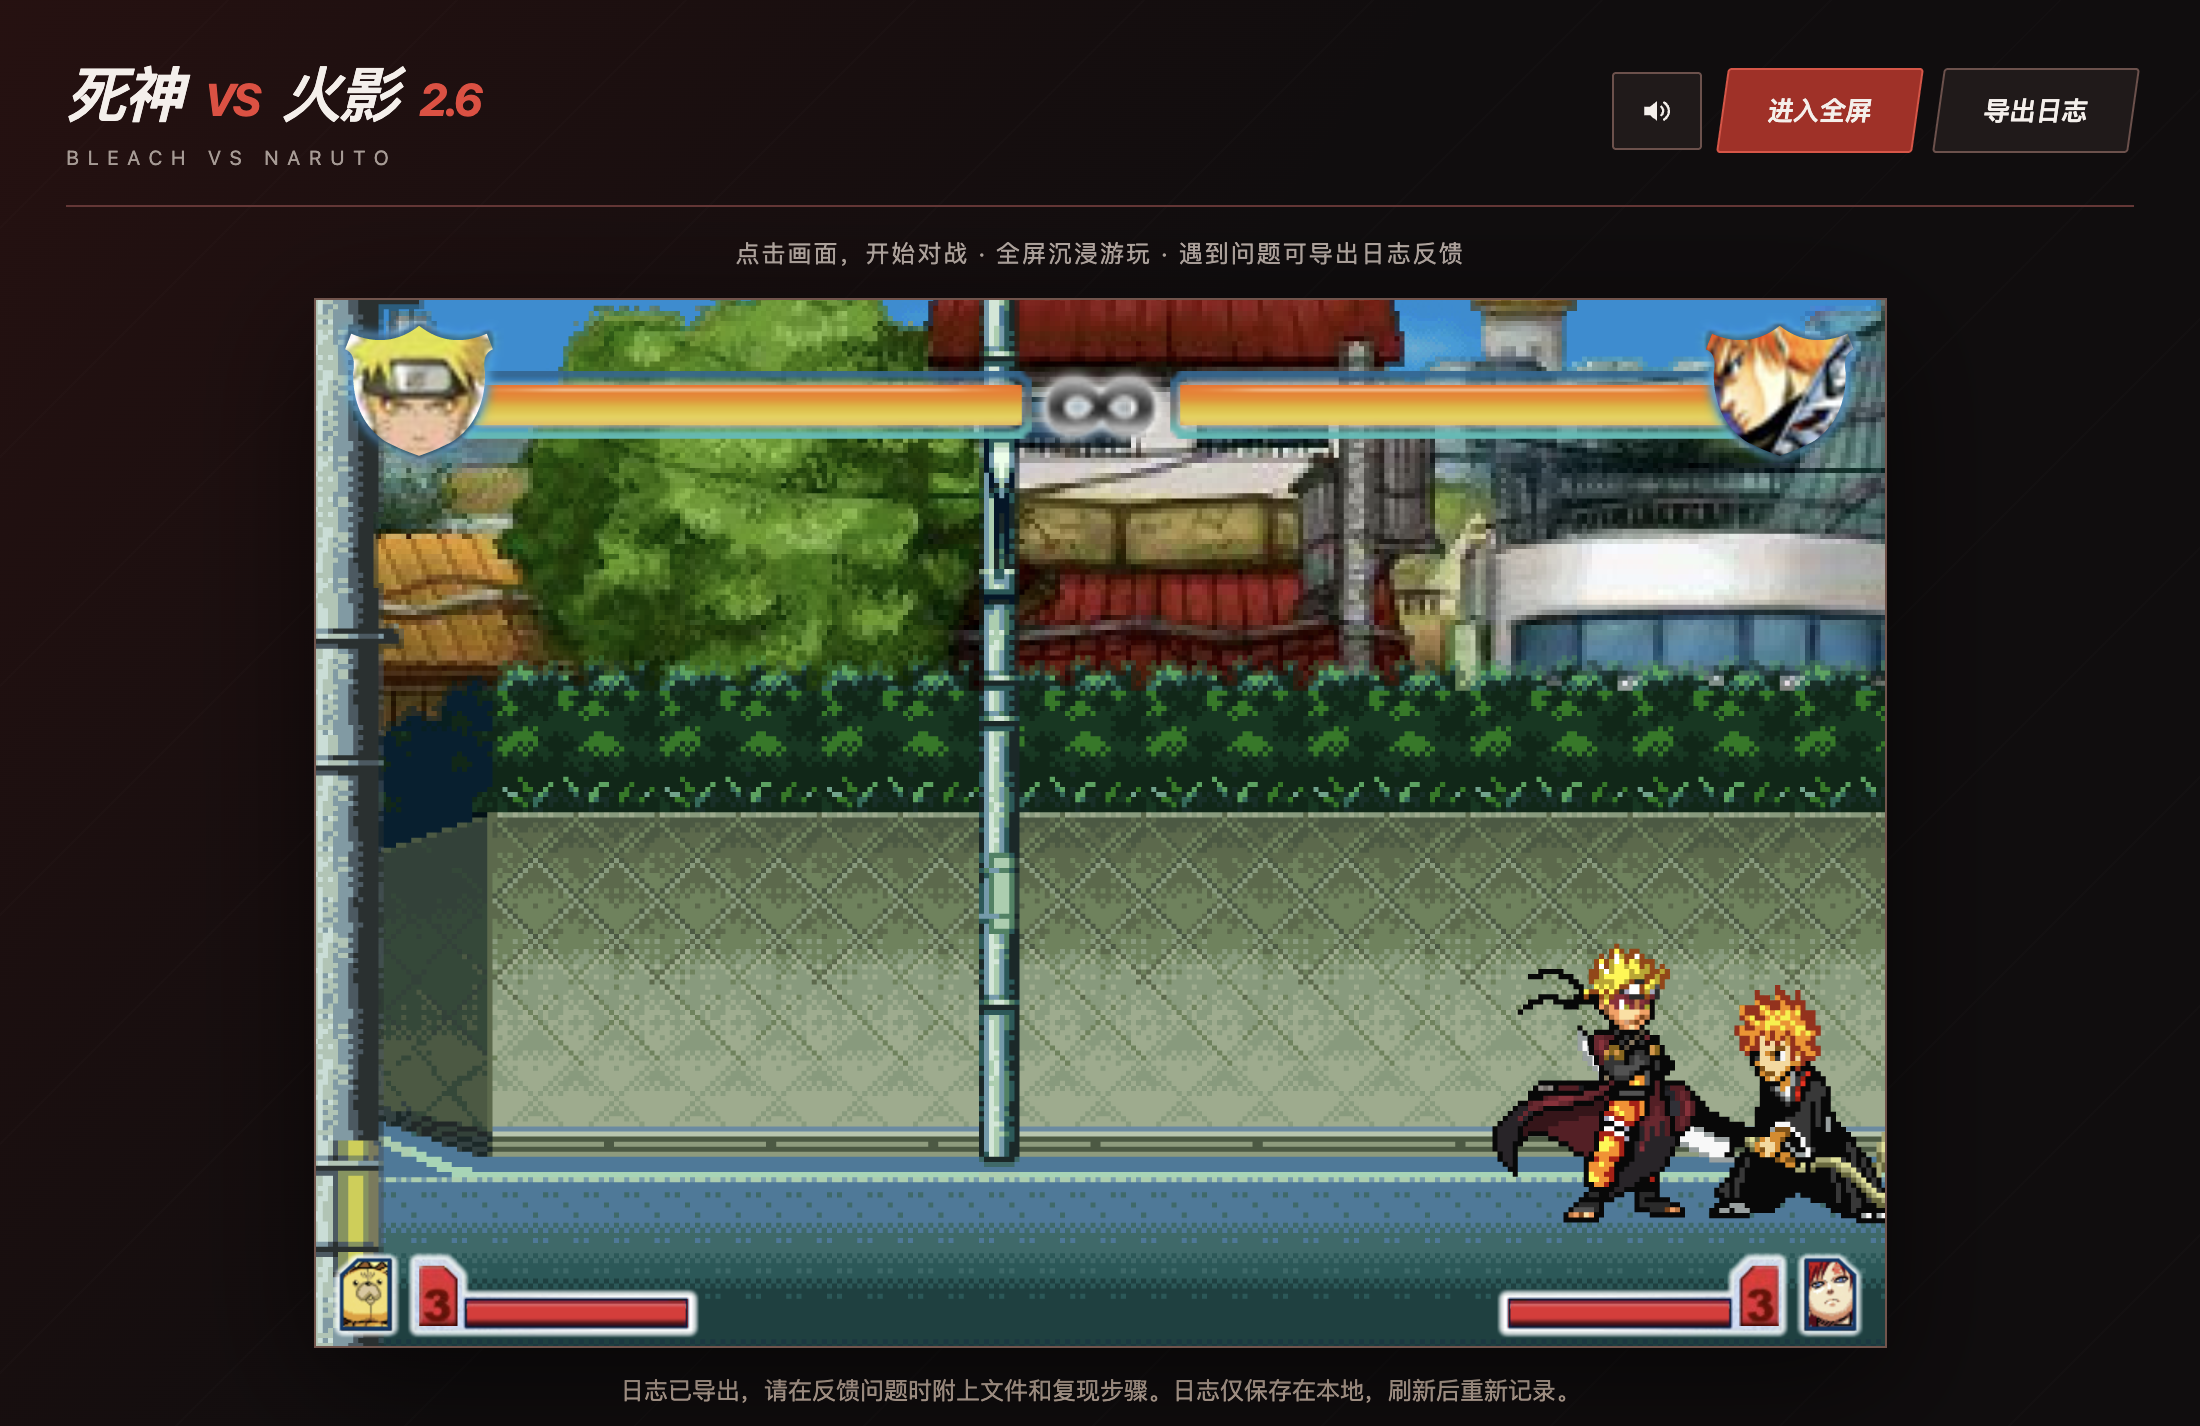 死神 VS 火影 2.6
BLEACH VS NARUTO
进入全屏
导出日志
点击画面，开始对战 · 全屏沉浸游玩 · 遇到问题可导出日志反馈
3
3
日志已导出，请在反馈问题时附上文件和复现步骤。日志仅保存在本地，刷新后重新记录。